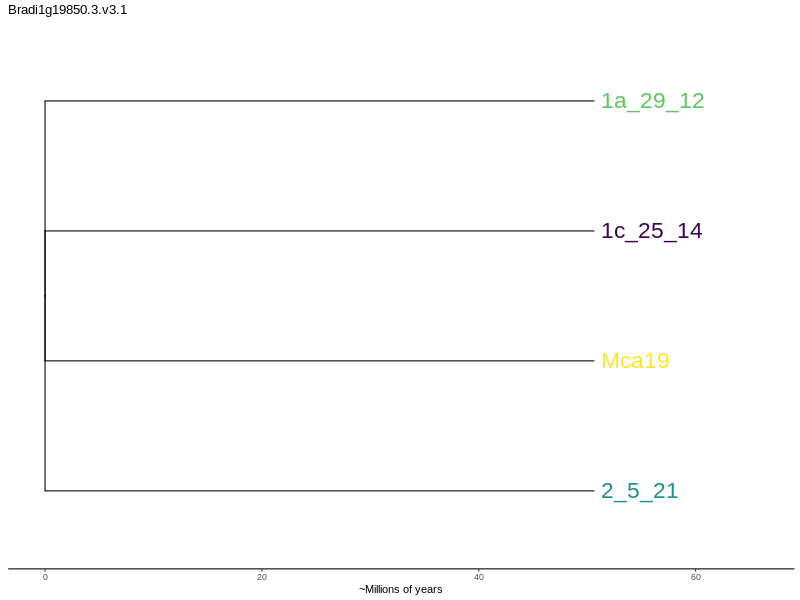 Bradi1g19850.3.v3.1
1a_29_12
1c_25_14
Mca19
2_5_21
0 20 40 60
~Millions of years